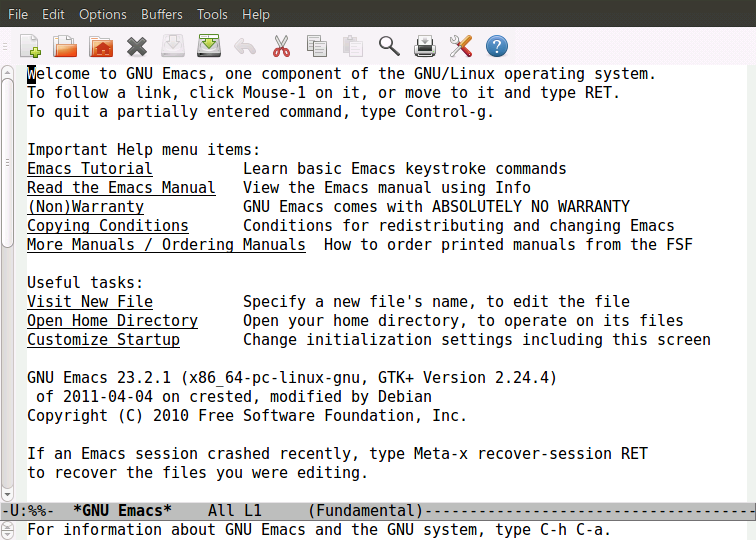 File Edit Options Buffers Tools Help
Welcome to GNU Emacs, one component of the GNU/Linux operating system.
To follow a link, click Mouse-1 on it, or move to it and type RET.
To quit a partially entered command, type Control-g.
Important Help menu items:
Emacs Tutorial Learn basic Emacs keystroke commands
Read the Emacs Manual View the Emacs manual using Info
(Non)Warranty GNU Emacs comes with ABSOLUTELY NO WARRANTY
Copying Conditions Conditions for redistributing and changing Emacs
More Manuals / Ordering Manuals How to order printed manuals from the FSF
Useful tasks:
Visit New File Specify a new file's name, to edit the file
Open Home Directory Open your home directory, to operate on its files
Customize Startup Change initialization settings including this screen
GNU Emacs 23.2.1 (x86_64-pc-linux-gnu, GTK+ Version 2.24.4)
of 2011-04-04 on crested, modified by Debian
Copyright (C) 2010 Free Software Foundation, Inc.
If an Emacs session crashed recently, type Meta-x recover-session RET
to recover the files you were editing.
-U:%%- *GNU Emacs* All L1 (Fundamental)-------------------------------------
For information about GNU Emacs and the GNU system, type C-h C-a.